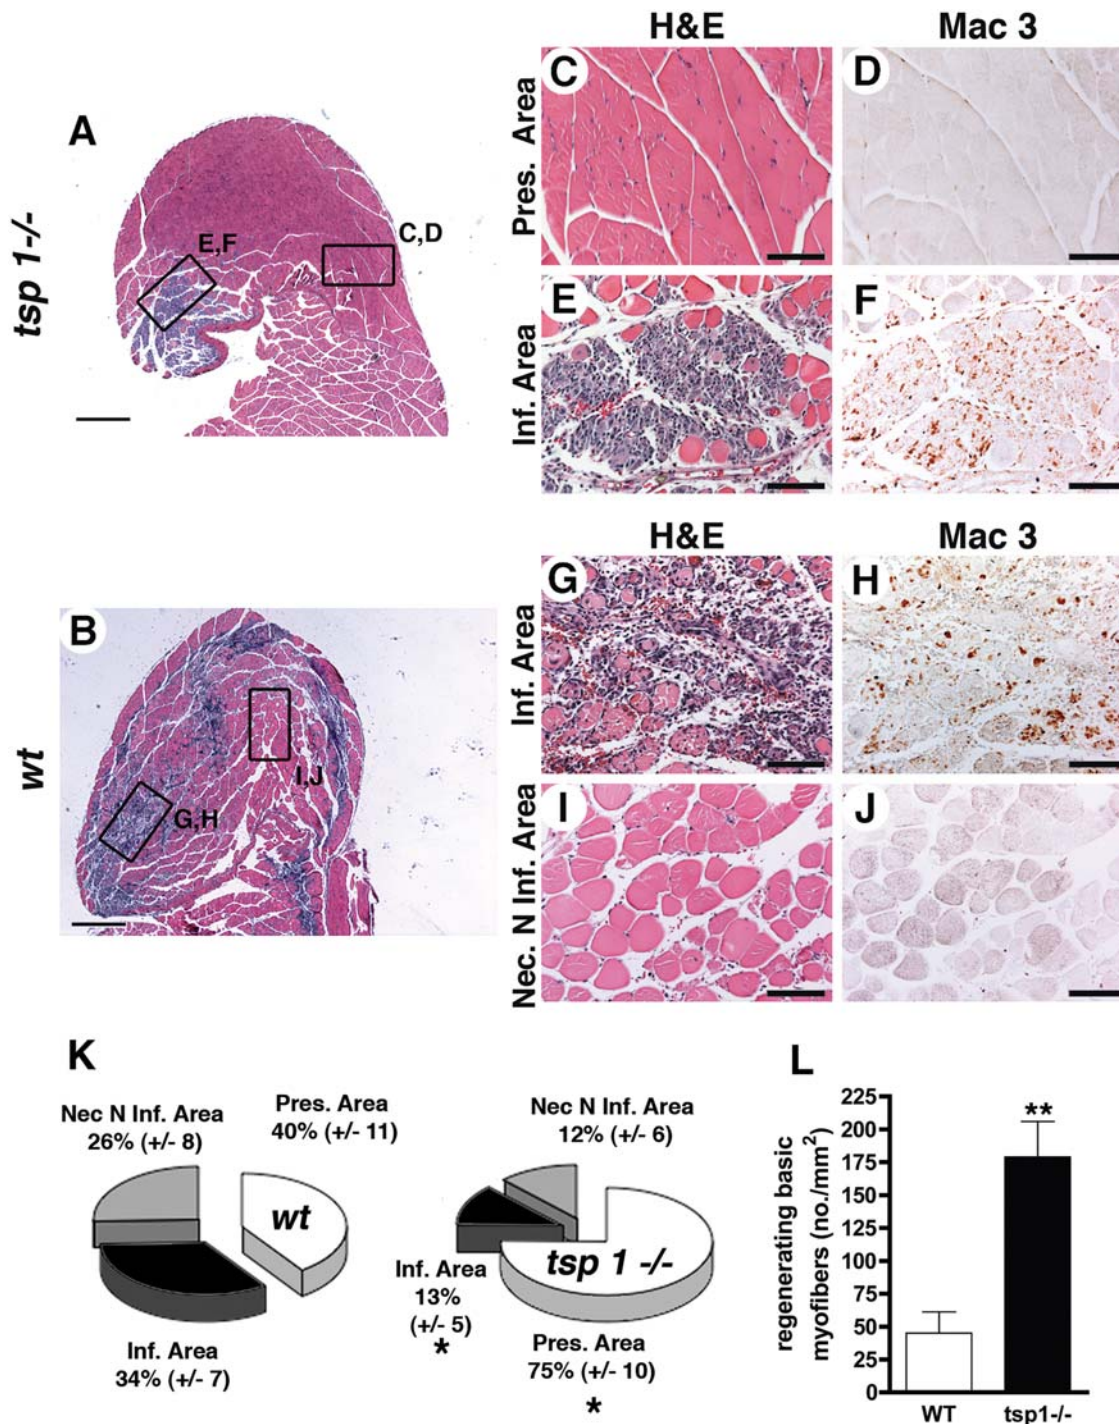 H&E
Mac 3
A
tsp 1-/-
E,F
C,D
Pres. Area
C
D
Inf. Area
E
F
H&E
Mac 3
B
wt
G,H
I,J
Inf. Area
G
H
Nec. N Inf. Area
I
J
K
Nec N Inf. Area
26% (+/- 8)
Pres. Area
40% (+/- 11)
wt
Inf. Area
34% (+/- 7)
Nec N Inf. Area
12% (+/- 6)
tsp 1 -/-
Inf. Area
13%
(+/- 5)
*
Pres. Area
75% (+/- 10)
*
L
regenerating basic
myofibers (no./mm²)
225
200
175
150
125
100
75
50
25
0
**
WT
tsp1-/-